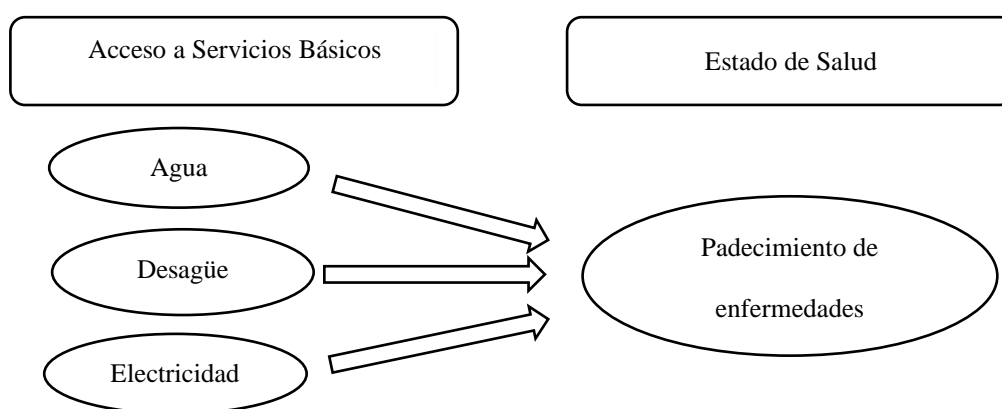 Acceso a Servicios Básicos
Estado de Salud
Agua
Desagüe
Electricidad
Padecimiento de
enfermedades